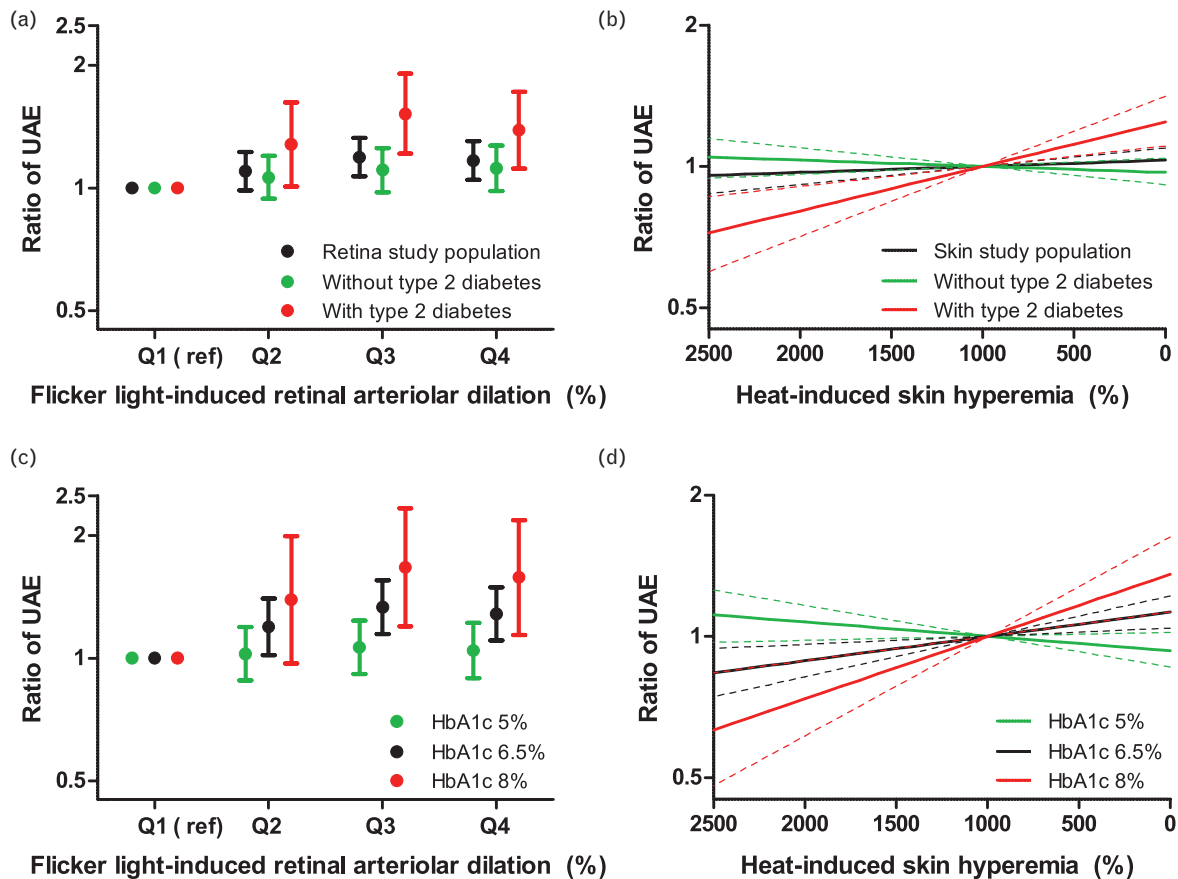 (a)
2.5
2
1
0.5
Ratio of UAE
Retina study population
Without type 2 diabetes
With type 2 diabetes
Q1 ( ref) Q2 Q3 Q4
Flicker light-induced retinal arteriolar dilation (%)
(b)
2
1
0.5
Ratio of UAE
Skin study population
Without type 2 diabetes
With type 2 diabetes
2500 2000 1500 1000 500 0
Heat-induced skin hyperemia (%)
(c)
2.5
2
1
0.5
Ratio of UAE
HbA1c 5%
HbA1c 6.5%
HbA1c 8%
Q1 ( ref) Q2 Q3 Q4
Flicker light-induced retinal arteriolar dilation (%)
(d)
2
1
0.5
Ratio of UAE
HbA1c 5%
HbA1c 6.5%
HbA1c 8%
2500 2000 1500 1000 500 0
Heat-induced skin hyperemia (%)